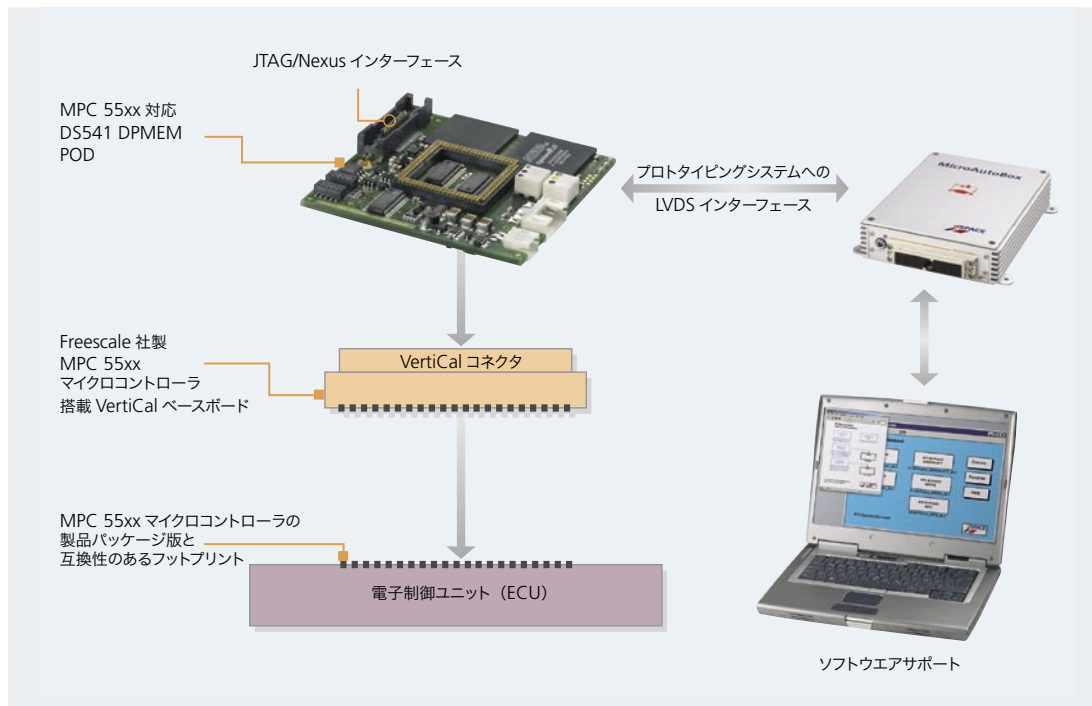 JTAG/Nexus インターフェース
MPC 55xx 対応
DS541 DPMEM
POD
プロトタイピングシステムへの
LVDS インターフェース
MicroAutoBox
dSPACE
Freescale 社製
MPC 55xx
マイクロコントローラ
搭載 VertiCal ベースボード
VertiCal コネクタ
MPC 55xx マイクロコントローラの
製品パッケージ版と
互換性のあるフットプリント
電子制御ユニット（ECU）
ソフトウエアサポート